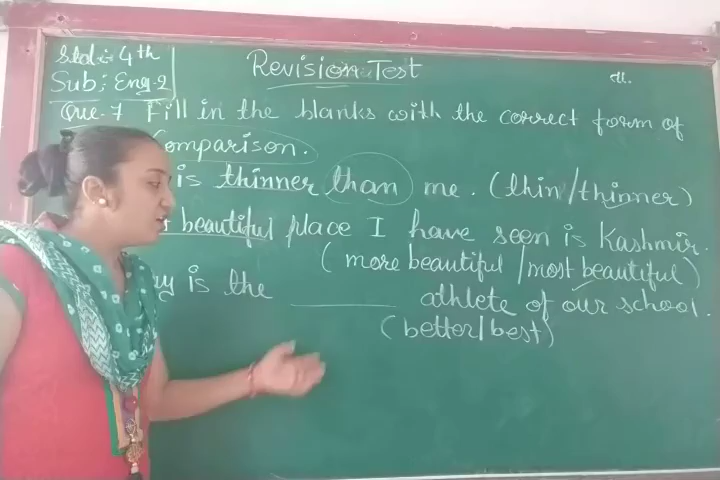 Std :- 4th
Sub : Eng-2
Revision Test
dt.
Que. 7 Fill in the blanks with the correct form of
comparison.
is thinner than me. (thin/thinner)
beautiful place I have seen is Kashmir.
(more beautiful /most beautiful)
is the ________ athlete of our school.
(better/best)